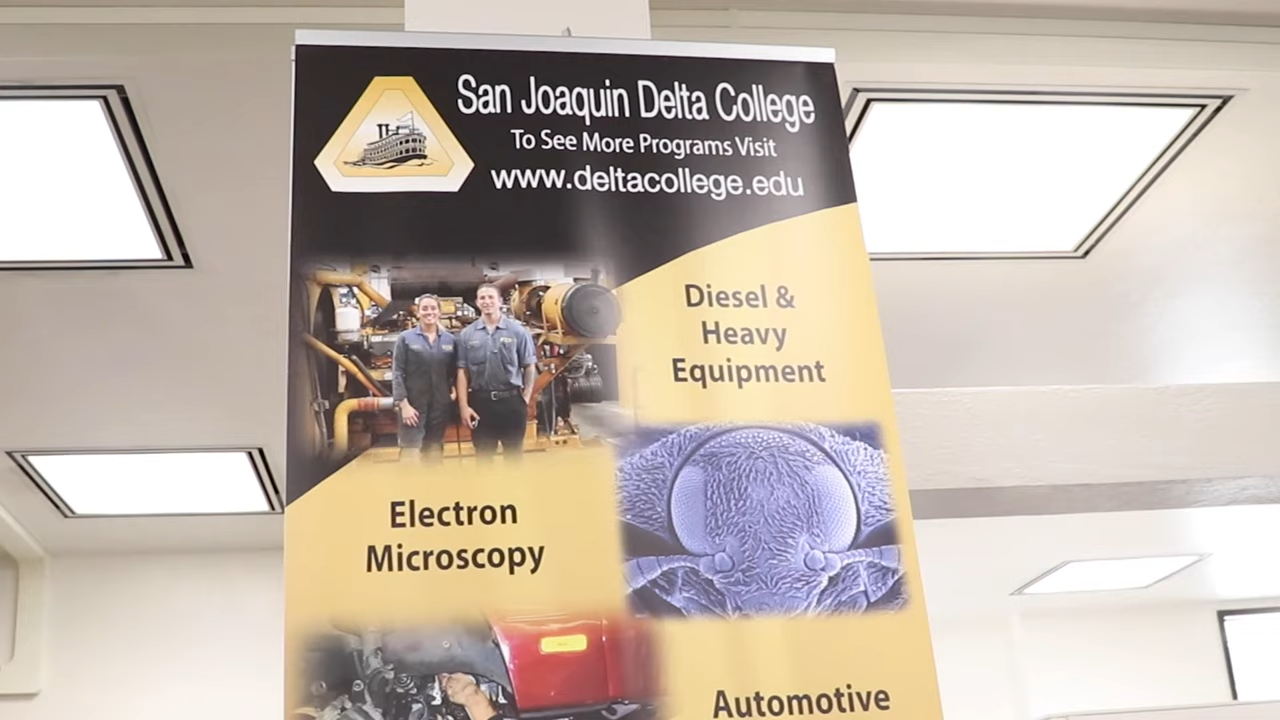 San Joaquin Delta College
To See More Programs Visit
www.deltacollege.edu
Diesel &
Heavy
Equipment
Electron
Microscopy
Automotive